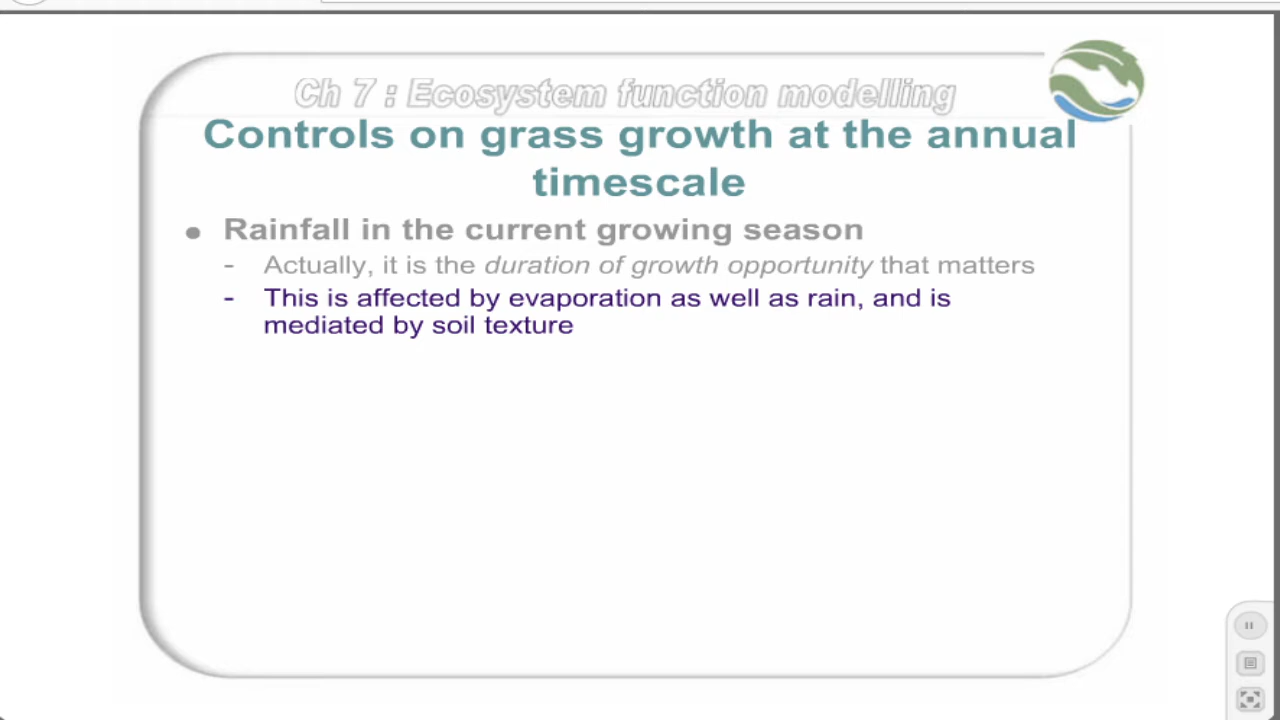 Ch 7 : Ecosystem function modelling
Controls on grass growth at the annual
timescale
• Rainfall in the current growing season
- Actually, it is the duration of growth opportunity that matters
- This is affected by evaporation as well as rain, and is
mediated by soil texture